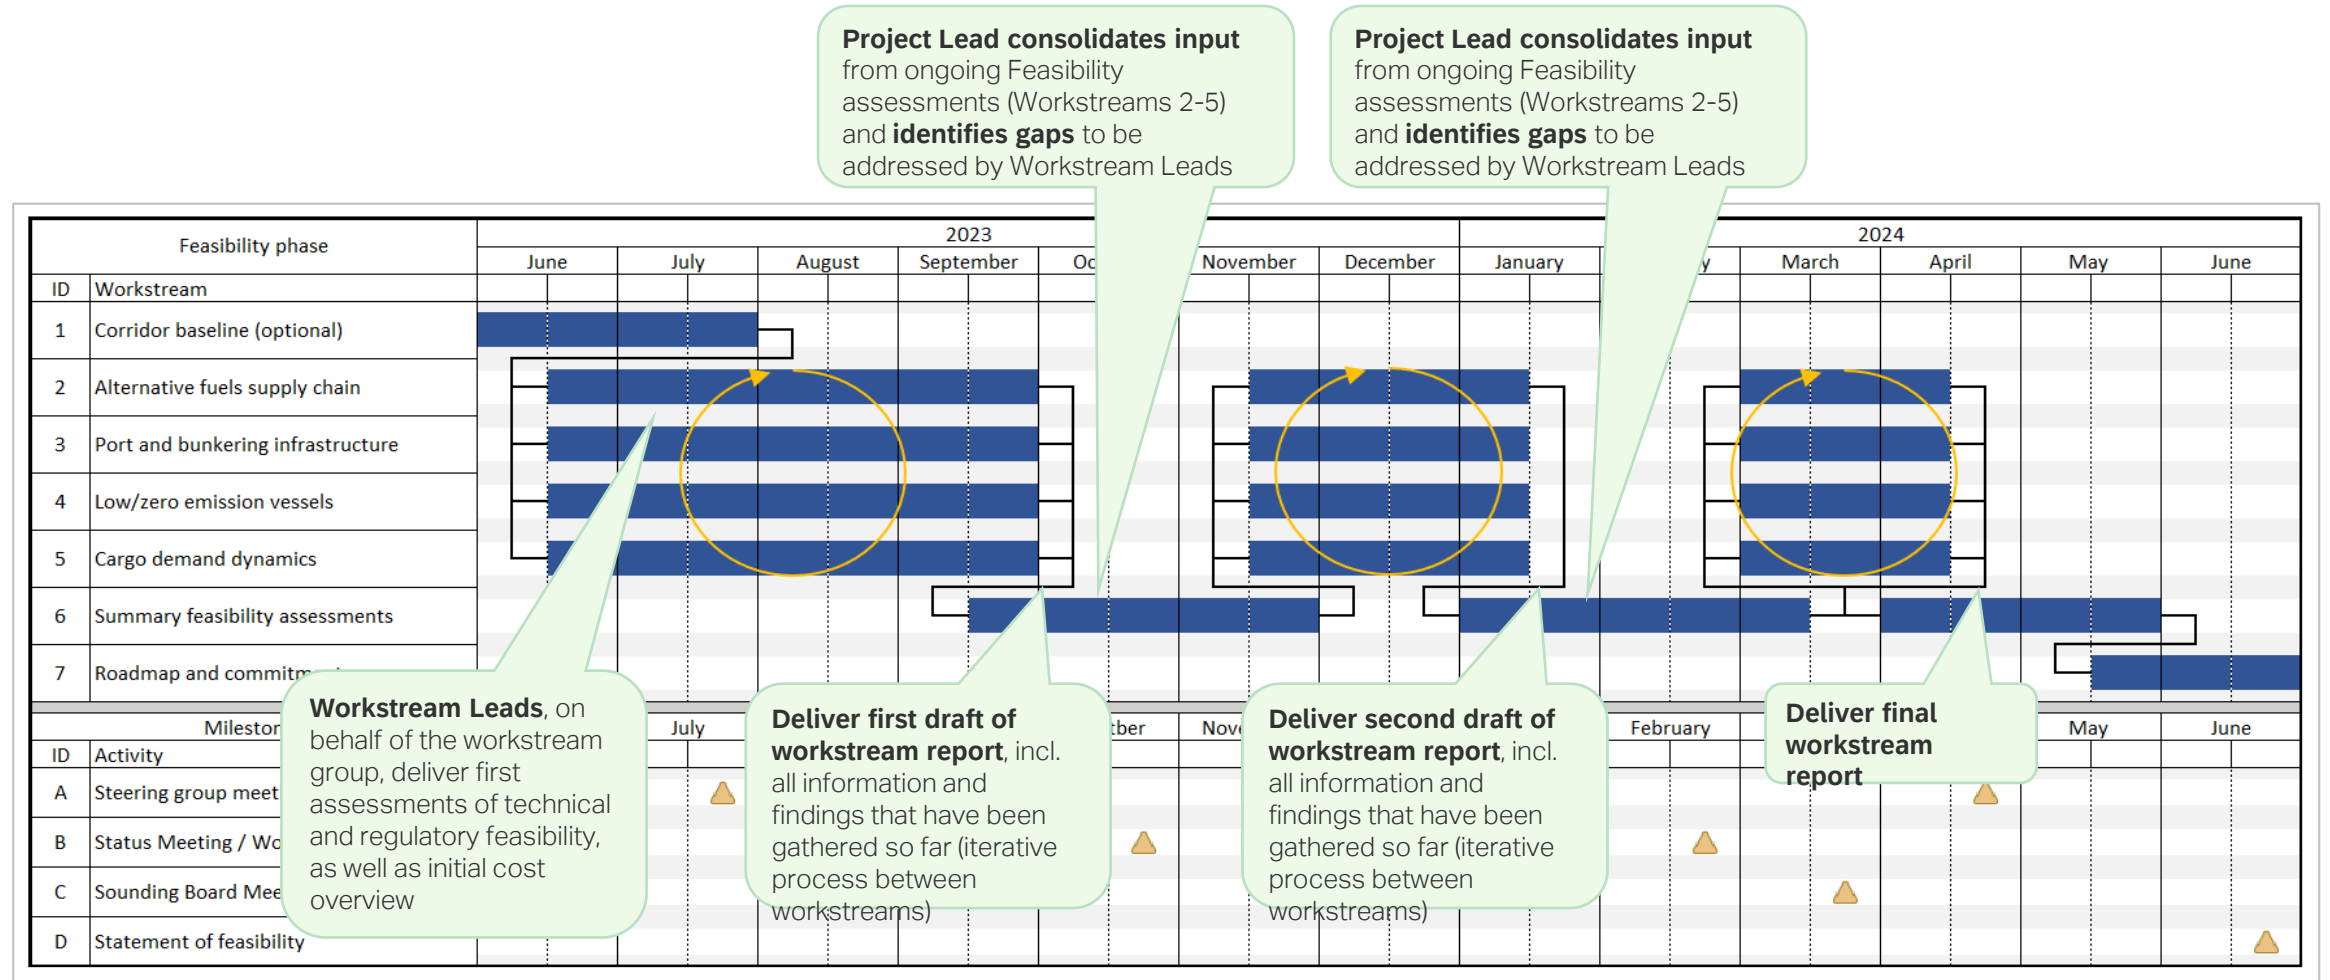 Project Lead consolidates input
from ongoing Feasibility
assessments (Workstreams 2-5)
and identifies gaps to be
addressed by Workstream Leads
Project Lead consolidates input
from ongoing Feasibility
assessments (Workstreams 2-5)
and identifies gaps to be
addressed by Workstream Leads
Feasibility phase
2023
2024
June July August September November December January March April May June
ID Workstream
1 Corridor baseline (optional)
2 Alternative fuels supply chain
3 Port and bunkering infrastructure
4 Low/zero emission vessels
5 Cargo demand dynamics
6 Summary feasibility assessments
7 Roadmap and
July February May June
ID Activity
A Steering group
B Status Meeting /
C Sounding Board
D Statement of feasibility
Workstream Leads, on
behalf of the workstream
group, deliver first
assessments of technical
and regulatory feasibility,
as well as initial cost
overview
Deliver first draft of
workstream report, incl.
all information and
findings that have been
gathered so far (iterative
process between
workstreams)
Deliver second draft of
workstream report, incl.
all information and
findings that have been
gathered so far (iterative
process between
workstreams)
Deliver final
workstream
report